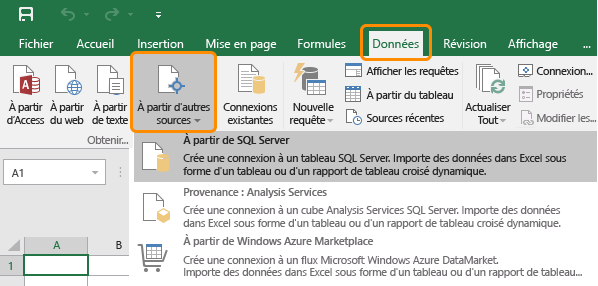 Fichier Accueil Insertion Mise en page Formules Données Révision Affichage ...
À partir d'Access
À partir du web
À partir de texte
À partir d'autres sources
Connexions existantes
Nouvelle requête
Afficher les requêtes
À partir du tableau
Sources récentes
Actualiser Tout
Connexion...
Propriétés
Modifier les...
Obtenir...
À partir de SQL Server
Crée une connexion à un tableau SQL Server. Importe des données dans Excel sous
forme d'un tableau ou d'un rapport de tableau croisé dynamique.
Provenance : Analysis Services
Crée une connexion à un cube Analysis Services SQL Server. Importe des données
dans Excel sous forme d'un tableau ou d'un rapport de tableau croisé dynamique.
À partir de Windows Azure Marketplace
Crée une connexion à un flux Microsoft Windows Azure DataMarket.
Importe des données dans Excel sous forme d'un tableau ou d'un rapport de tableau...
A1
A B
1